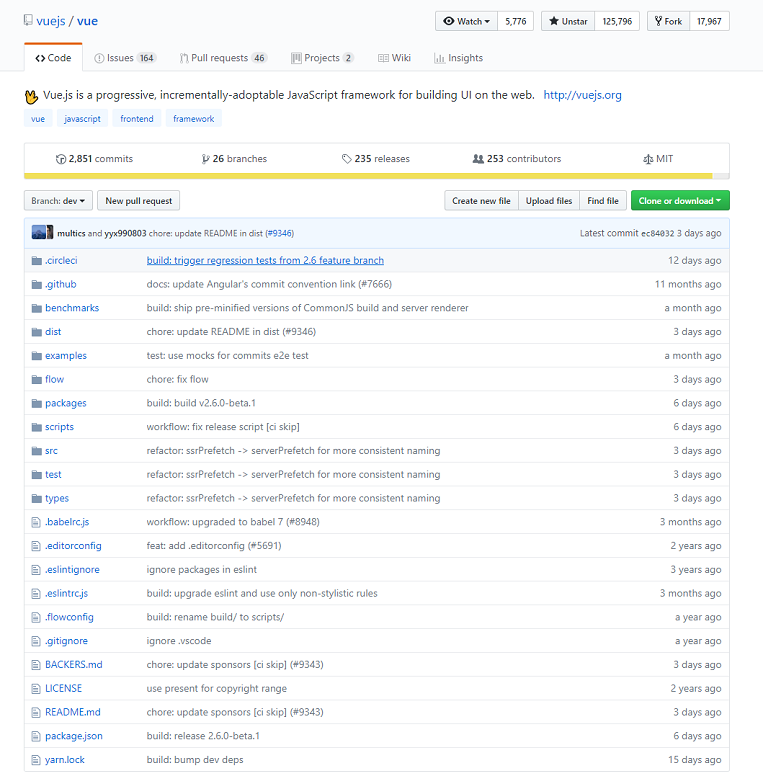 vuejs / vue
Watch 5,776 Unstar 125,796 Fork 17,967
Code Issues 164 Pull requests 46 Projects 2 Wiki Insights
Vue.js is a progressive, incrementally-adoptable JavaScript framework for building UI on the web. http://vuejs.org
vue javascript frontend framework
2,851 commits 26 branches 235 releases 253 contributors MIT
Branch: dev New pull request Create new file Upload files Find file Clone or download
multics and yyx990803 chore: update README in dist (#9346) Latest commit ec84032 3 days ago
.circleci build: trigger regression tests from 2.6 feature branch 12 days ago
.github docs: update Angular's commit convention link (#7666) 11 months ago
benchmarks build: ship pre-minified versions of CommonJS build and server renderer a month ago
dist chore: update README in dist (#9346) 3 days ago
examples test: use mocks for commits e2e test a month ago
flow chore: fix flow 3 days ago
packages build: build v2.6.0-beta.1 6 days ago
scripts workflow: fix release script [ci skip] 6 days ago
src refactor: ssrPrefetch -> serverPrefetch for more consistent naming 3 days ago
test refactor: ssrPrefetch -> serverPrefetch for more consistent naming 3 days ago
types refactor: ssrPrefetch -> serverPrefetch for more consistent naming 3 days ago
.babelrc.js workflow: upgraded to babel 7 (#8948) 3 months ago
.editorconfig feat: add .editorconfig (#5691) 2 years ago
.eslintignore ignore packages in eslint 3 years ago
.eslintrc.js build: upgrade eslint and use only non-stylistic rules 3 months ago
.flowconfig build: rename build/ to scripts/ a year ago
.gitignore ignore .vscode a year ago
BACKERS.md chore: update sponsors [ci skip] (#9343) 3 days ago
LICENSE use present for copyright range 2 years ago
README.md chore: update sponsors [ci skip] (#9343) 3 days ago
package.json build: release 2.6.0-beta.1 6 days ago
yarn.lock build: bump dev deps 15 days ago